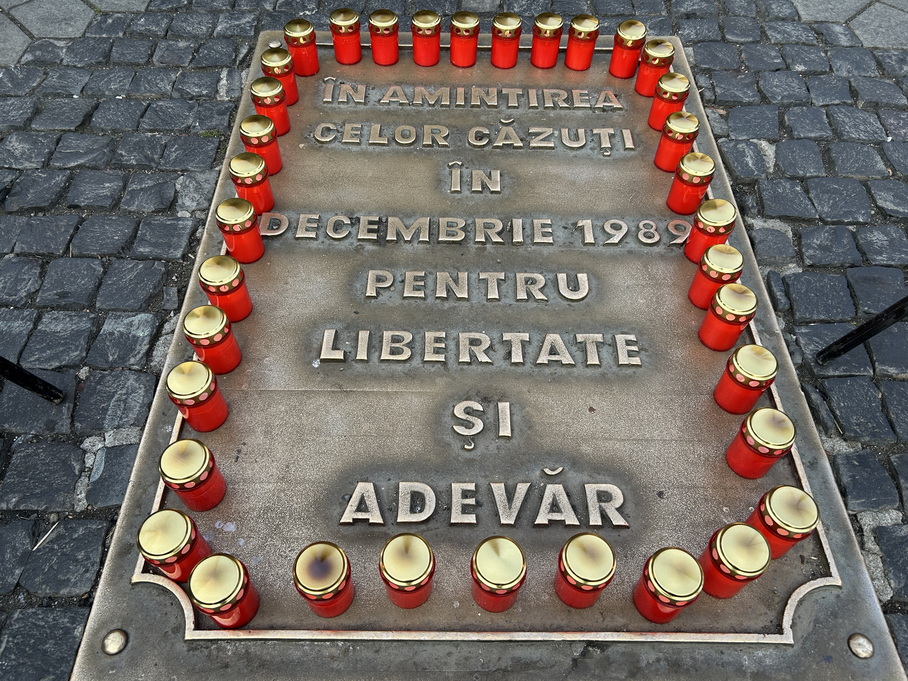 ÎN AMINTIREA
CELOR CĂZUȚI
ÎN
DECEMBRIE 1989
PENTRU
LIBERTATE
ȘI
ADEVĂR